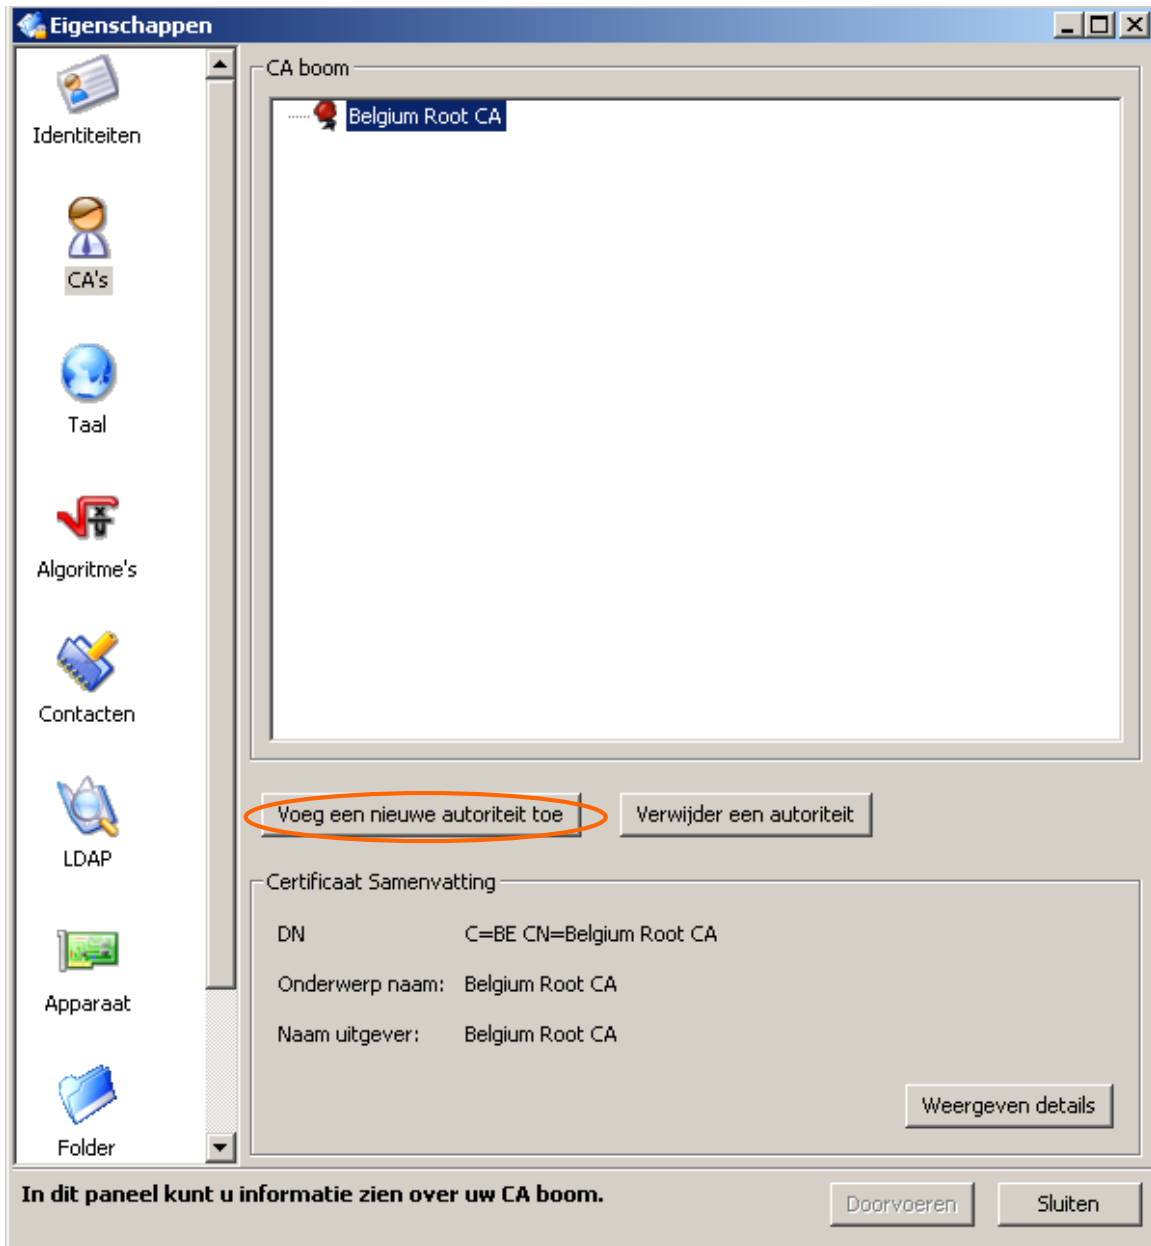 Eigenschappen
Identiteiten
CA's
Taal
Algoritme's
Contacten
LDAP
Apparaat
Folder
CA boom
Belgium Root CA
Voeg een nieuwe autoriteit toe
Verwijder een autoriteit
Certificaat Samenvatting
DN C=BE CN=Belgium Root CA
Onderwerp naam: Belgium Root CA
Naam uitgever: Belgium Root CA
Weergeven details
In dit paneel kunt u informatie zien over uw CA boom.
Doorvoeren
Sluiten